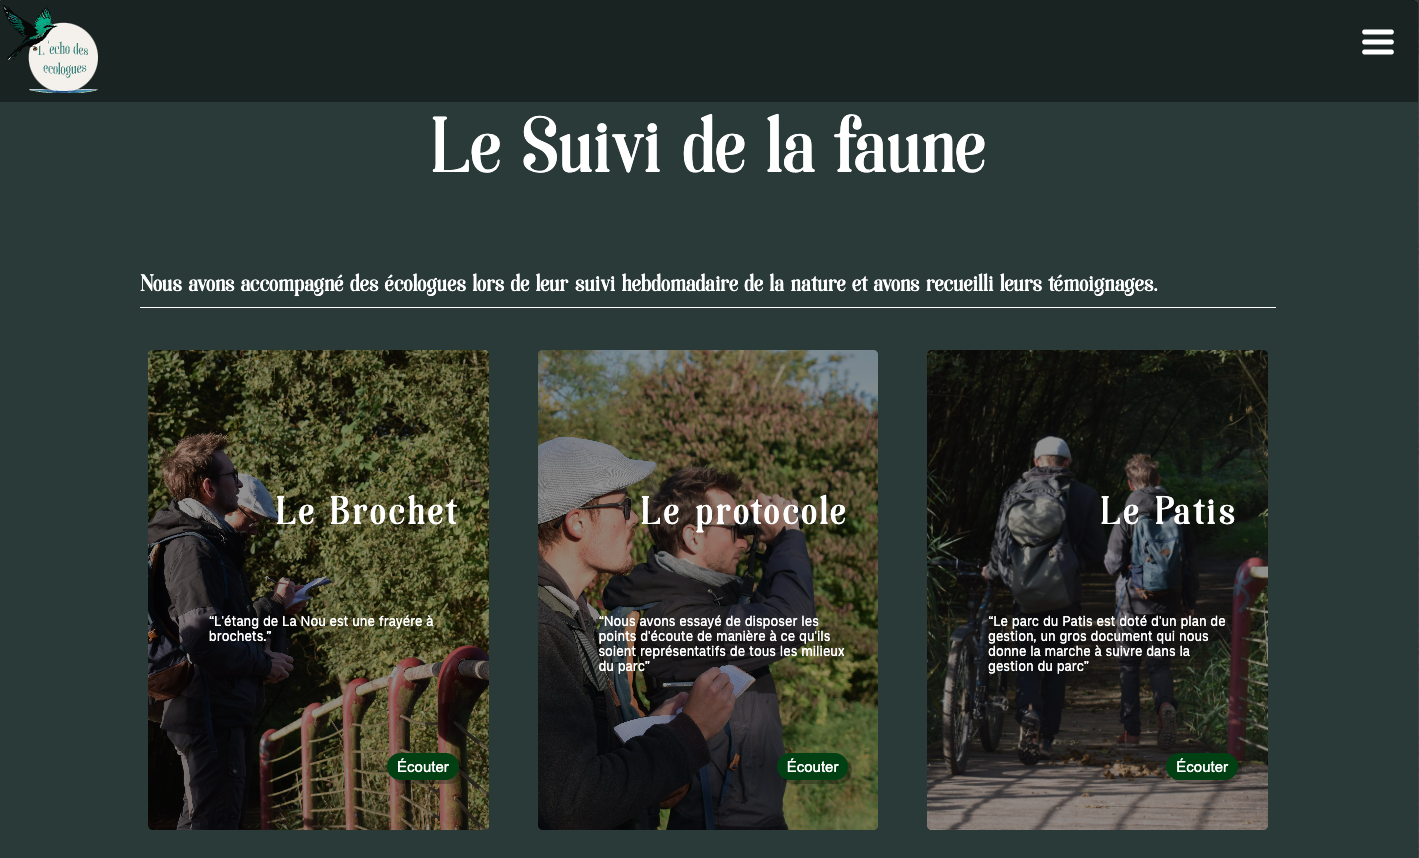 L'echo des
ecologues
Le Suivi de la faune
Nous avons accompagné des écologues lors de leur suivi hebdomadaire de la nature et avons recueilli leurs témoignages.
Le Brochet
“L'étang de La Nou est une frayére à
brochets.”
Écouter
Le protocole
“Nous avons essayé de disposer les
points d'écoute de manière à ce qu'ils
soient représentatifs de tous les milieux
du parc”
Écouter
Le Patis
“Le parc du Patis est doté d'un plan de
gestion, un gros document qui nous
donne la marche à suivre dans la
gestion du parc”
Écouter